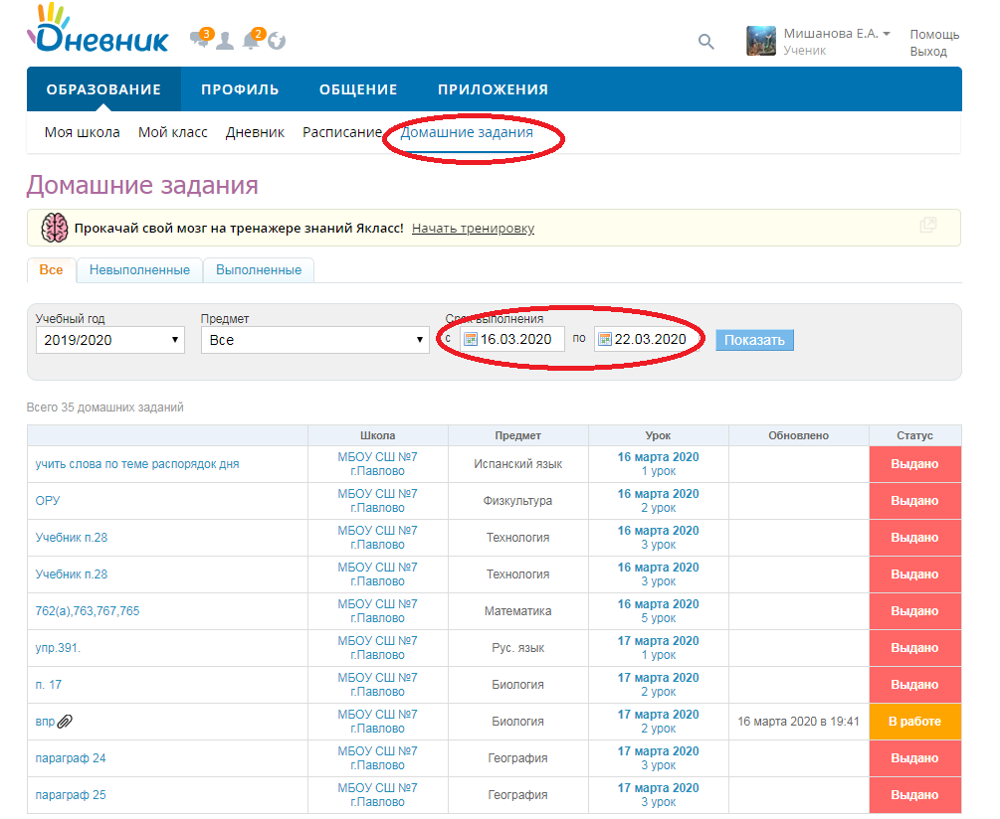 Дневник
3
2
Мишанова Е.А.
Ученик
Помощь
Выход
ОБРАЗОВАНИЕ ПРОФИЛЬ ОБЩЕНИЕ ПРИЛОЖЕНИЯ
Моя школа Мой класс Дневник Расписание Домашние задания
Домашние задания
Прокачай свой мозг на тренажере знаний Якласс! Начать тренировку
Все Невыполненные Выполненные
Учебный год Предмет Срок выполнения
2019/2020 Все с 16.03.2020 по 22.03.2020 Показать
Всего 35 домашних заданий
Школа Предмет Урок Обновлено Статус
учить слова по теме распорядок дня МБОУ СШ №7 Испанский язык 16 марта 2020 Выдано
г.Павлово 1 урок
ОРУ МБОУ СШ №7 Физкультура 16 марта 2020 Выдано
г.Павлово 2 урок
Учебник п.28 МБОУ СШ №7 Технология 16 марта 2020 Выдано
г.Павлово 3 урок
Учебник п.28 МБОУ СШ №7 Технология 16 марта 2020 Выдано
г.Павлово 3 урок
762(а),763,767,765 МБОУ СШ №7 Математика 16 марта 2020 Выдано
г.Павлово 5 урок
упр.391. МБОУ СШ №7 Рус. язык 17 марта 2020 Выдано
г.Павлово 1 урок
п. 17 МБОУ СШ №7 Биология 17 марта 2020 Выдано
г.Павлово 2 урок
впр МБОУ СШ №7 Биология 17 марта 2020 16 марта 2020 в 19:41 В работе
г.Павлово 2 урок
параграф 24 МБОУ СШ №7 География 17 марта 2020 Выдано
г.Павлово 3 урок
параграф 25 МБОУ СШ №7 География 17 марта 2020 Выдано
г.Павлово 3 урок